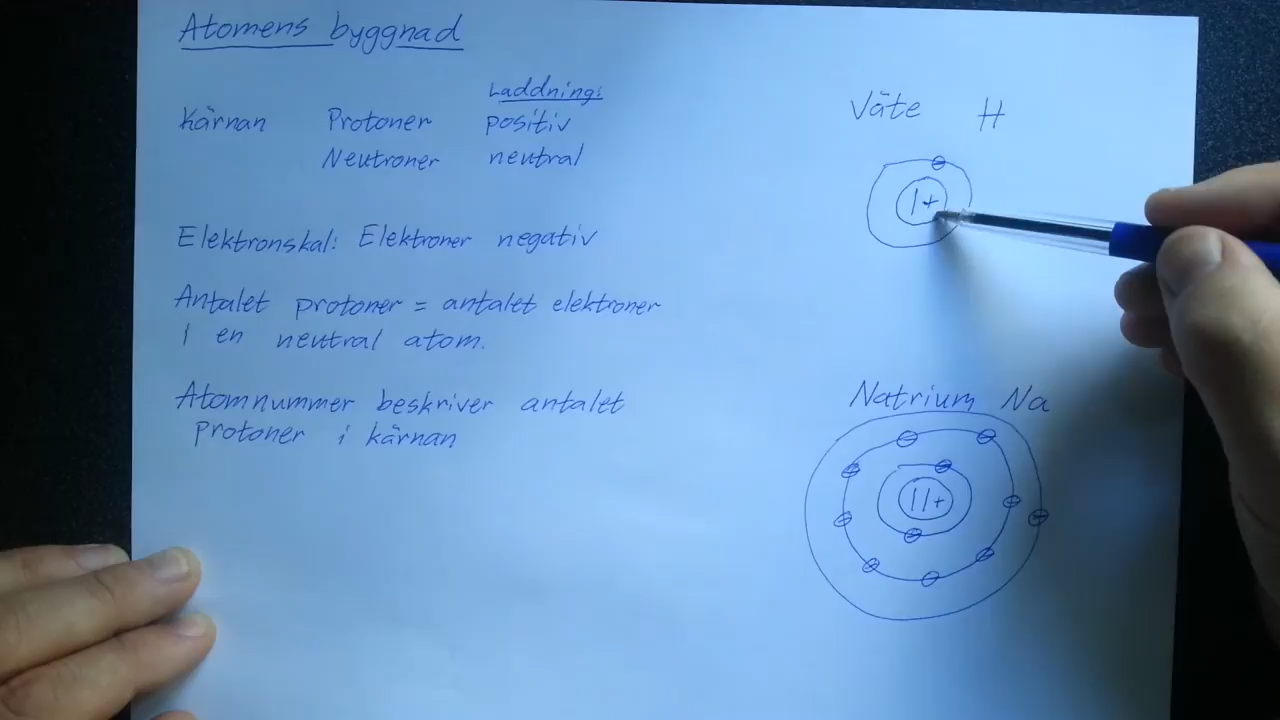 Atomens byggnad
Laddning:
Kärnan Protoner positiv
Neutroner neutral
Elektronskal: Elektroner negativ
Antalet protoner = antalet elektroner
i en neutral atom.
Atomnummer beskriver antalet
protoner i kärnan
Väte H
1+
Natrium Na
11+